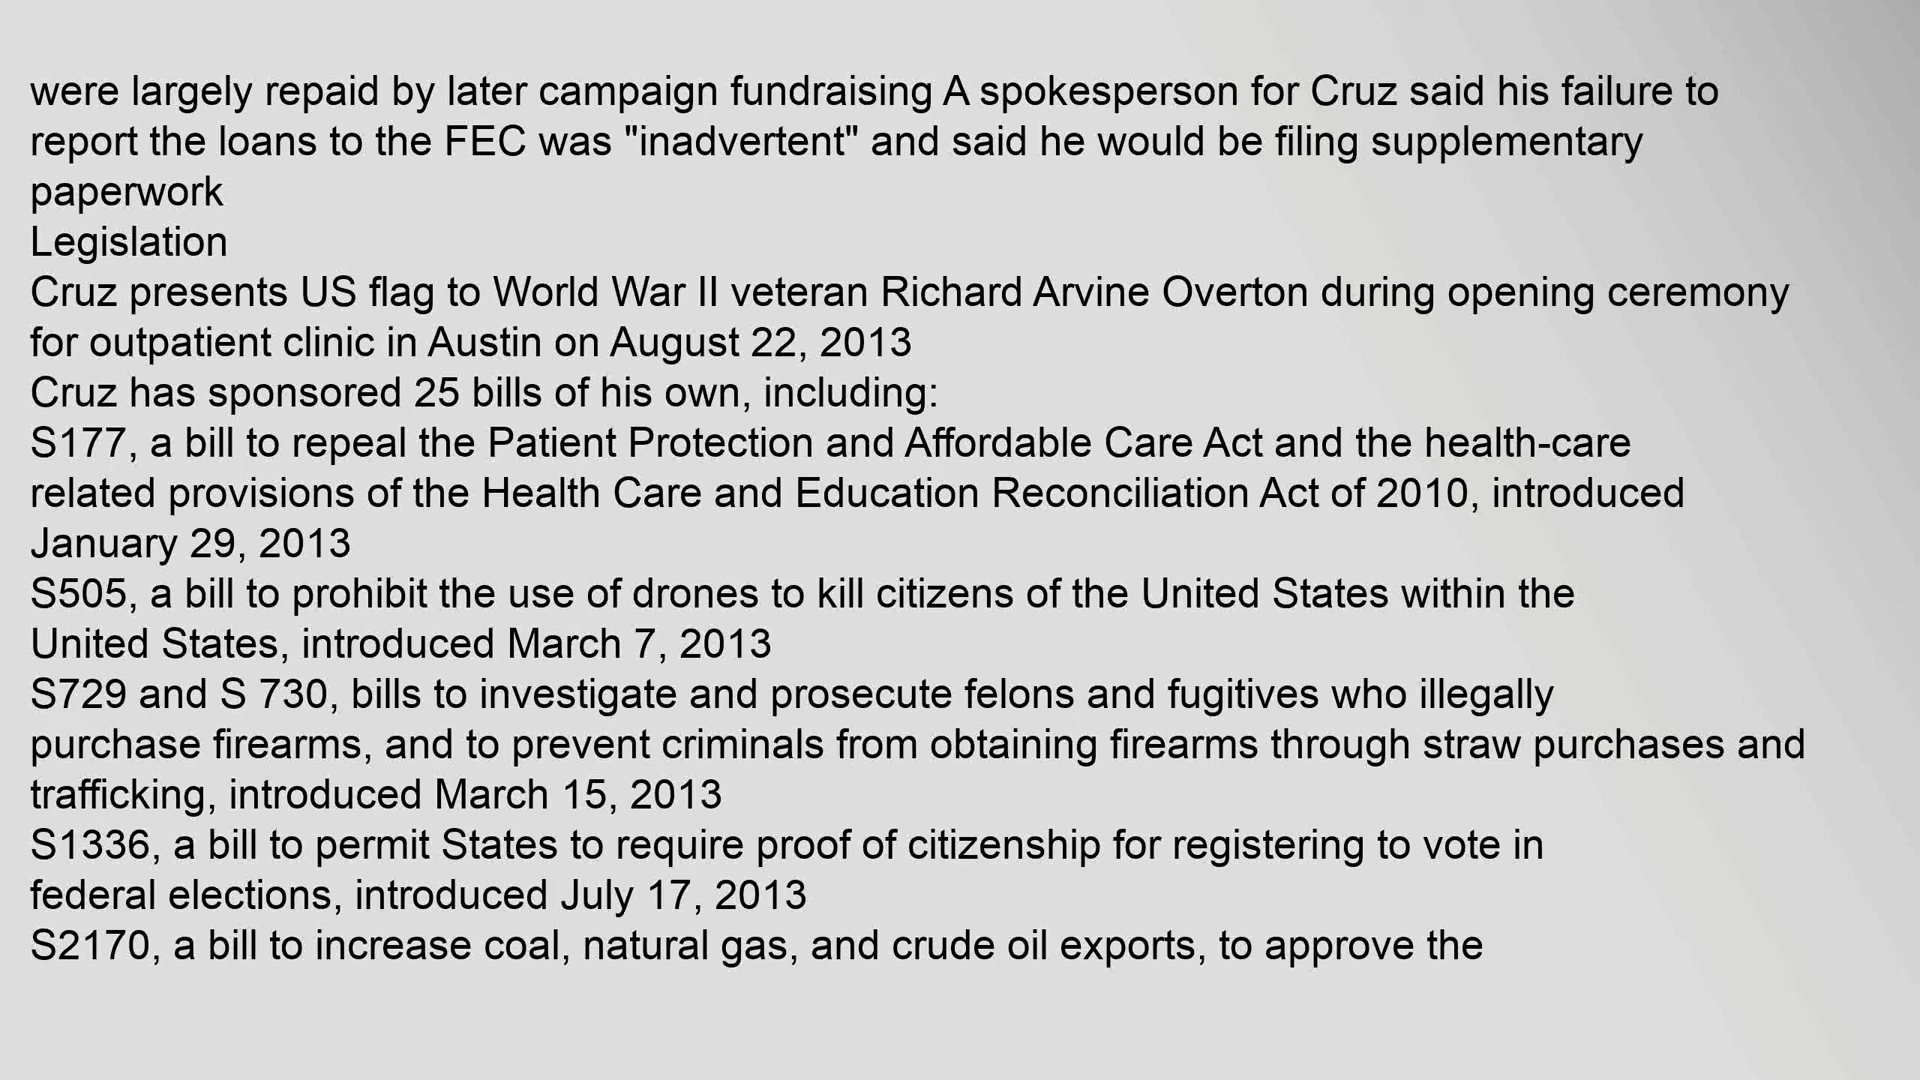 were largely repaid by later campaign fundraising A spokesperson for Cruz said his failure to
report the loans to the FEC was "inadvertent" and said he would be filing supplementary
paperwork
Legislation
Cruz presents US flag to World War II veteran Richard Arvine Overton during opening ceremony
for outpatient clinic in Austin on August 22, 2013
Cruz has sponsored 25 bills of his own, including:
S177, a bill to repeal the Patient Protection and Affordable Care Act and the health-care
related provisions of the Health Care and Education Reconciliation Act of 2010, introduced
January 29, 2013
S505, a bill to prohibit the use of drones to kill citizens of the United States within the
United States, introduced March 7, 2013
S729 and S 730, bills to investigate and prosecute felons and fugitives who illegally
purchase firearms, and to prevent criminals from obtaining firearms through straw purchases and
trafficking, introduced March 15, 2013
S1336, a bill to permit States to require proof of citizenship for registering to vote in
federal elections, introduced July 17, 2013
S2170, a bill to increase coal, natural gas, and crude oil exports, to approve the